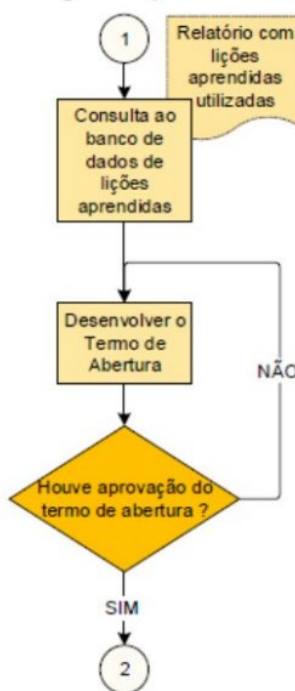 1
Relatório com
lições
aprendidas
utilizadas
Consulta ao
banco de
dados de
lições
aprendidas
Desenvolver o
Termo de
Abertura
NÃO
Houve aprovação do
termo de abertura ?
SIM
2